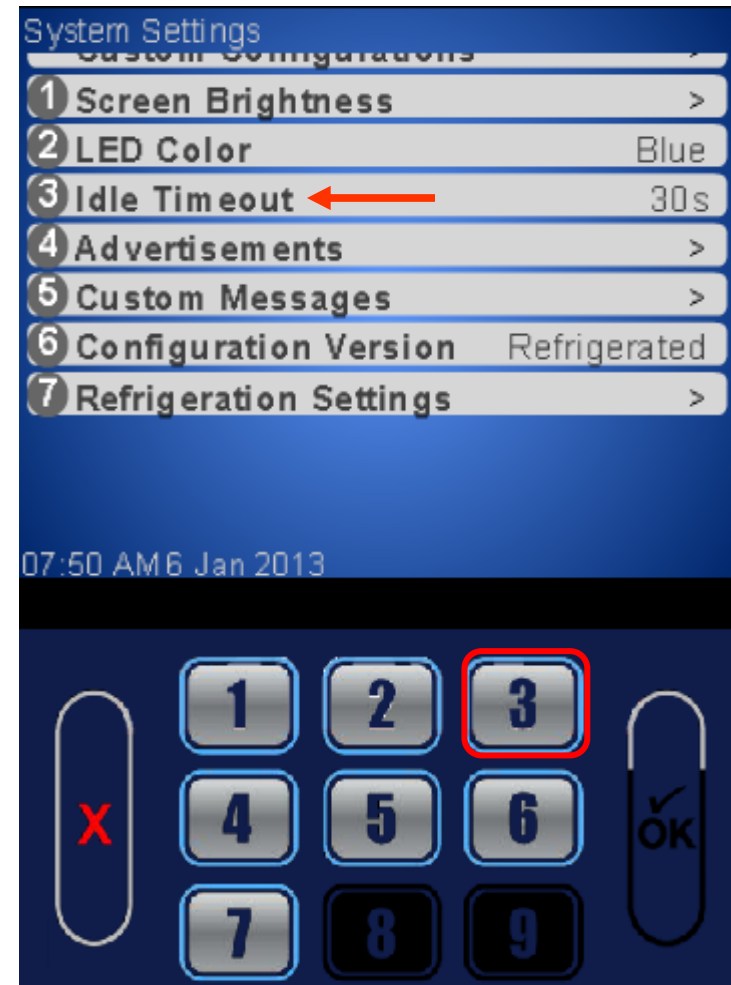 System Settings
Custom Configurations >
1 Screen Brightness >
2 LED Color Blue
3 Idle Timeout 30s
4 Advertisements >
5 Custom Messages >
6 Configuration Version Refrigerated
7 Refrigeration Settings >
07:50 AM 6 Jan 2013
1 2 3
4 5 6
X OK
7 8 9